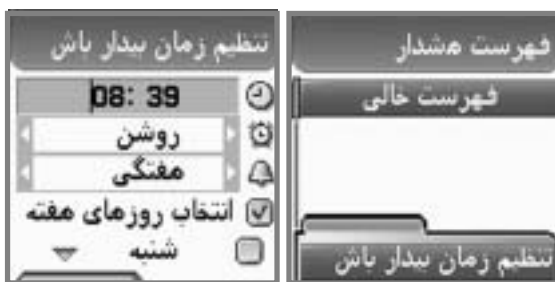 فهرست هشدار
فهرست خالی
تنظیم زمان بیدار باش
تنظیم زمان بیدار باش
08: 39
روشن
هفتگی
انتخاب روزهای هفته
شنبه